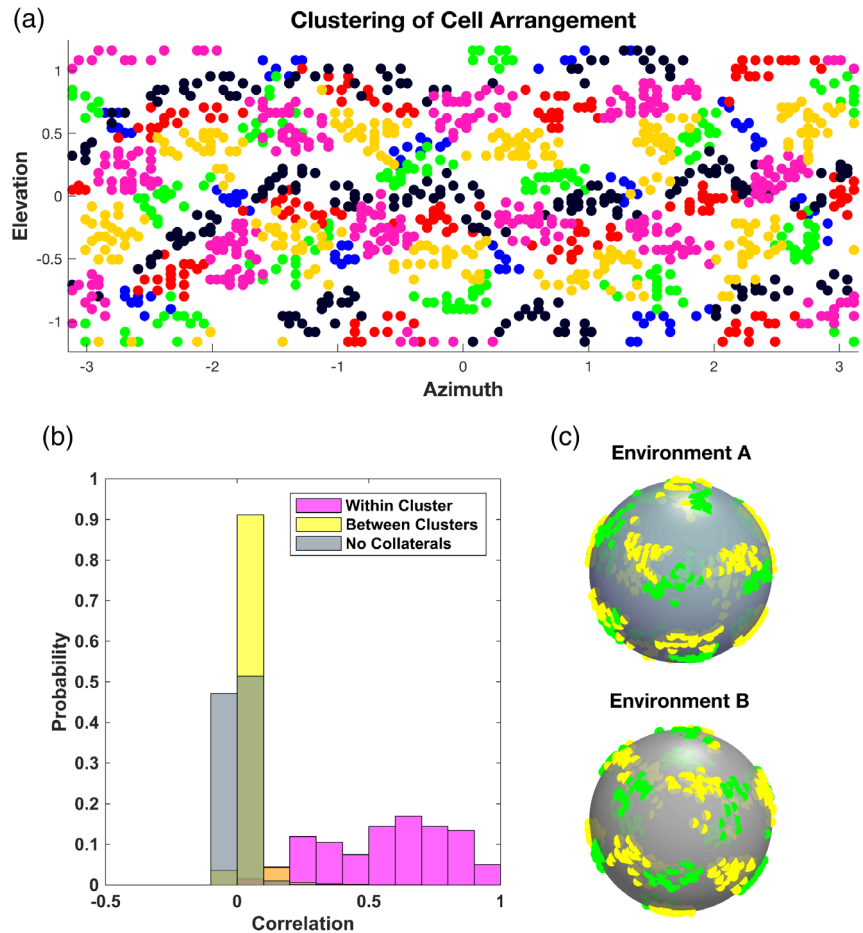 (a)
Clustering of Cell Arrangement
1
0.5
0
-0.5
-1
Elevation
-3 -2 -1 0 1 2 3
Azimuth
(b)
1
0.9
0.8
0.7
0.6
0.5
0.4
0.3
0.2
0.1
0
Probability
Within Cluster
Between Clusters
No Collaterals
-0.5 0 0.5 1
Correlation
(c)
Environment A
Environment B